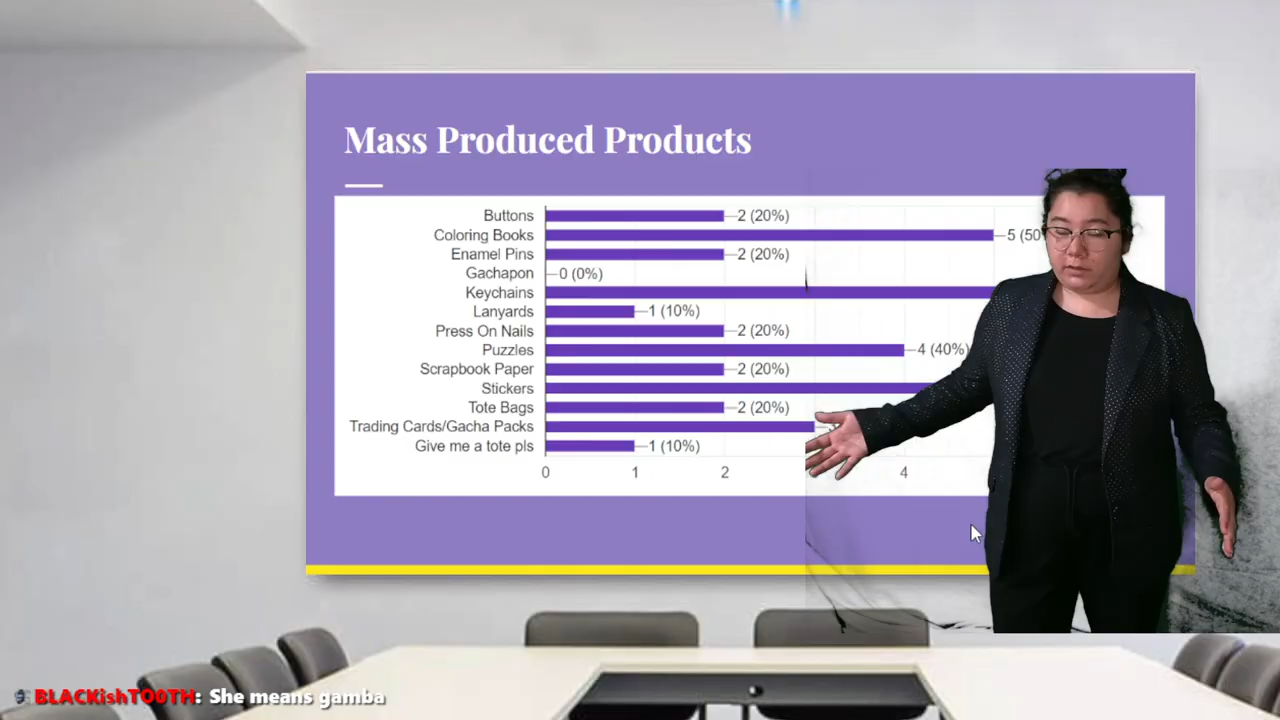 Mass Produced Products
Buttons 2 (20%)
Coloring Books 5 (50
Enamel Pins 2 (20%)
Gachapon 0 (0%)
Keychains
Lanyards 1 (10%)
Press On Nails 2 (20%)
Puzzles 4 (40%)
Scrapbook Paper 2 (20%)
Stickers
Tote Bags 2 (20%)
Trading Cards/Gacha Packs
Give me a tote pls 1 (10%)
0 1 2 4
BLACKishTOOTH: She means gamba